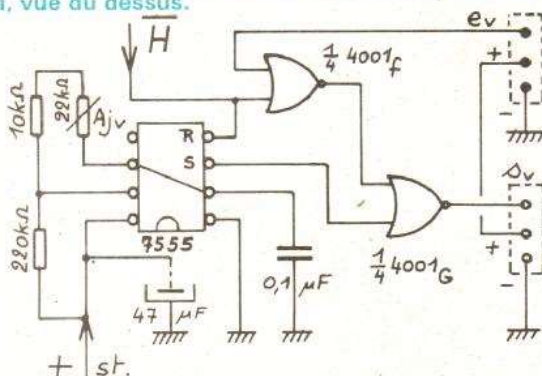 , vue du dessus.
H
e_v
¼ 4001_f
+
-
10kΩ
22kΩ
Aj_v
R
S
7555
220kΩ
0,1 µF
47 µF
¼ 4001_G
s_v
+
-
+ st.